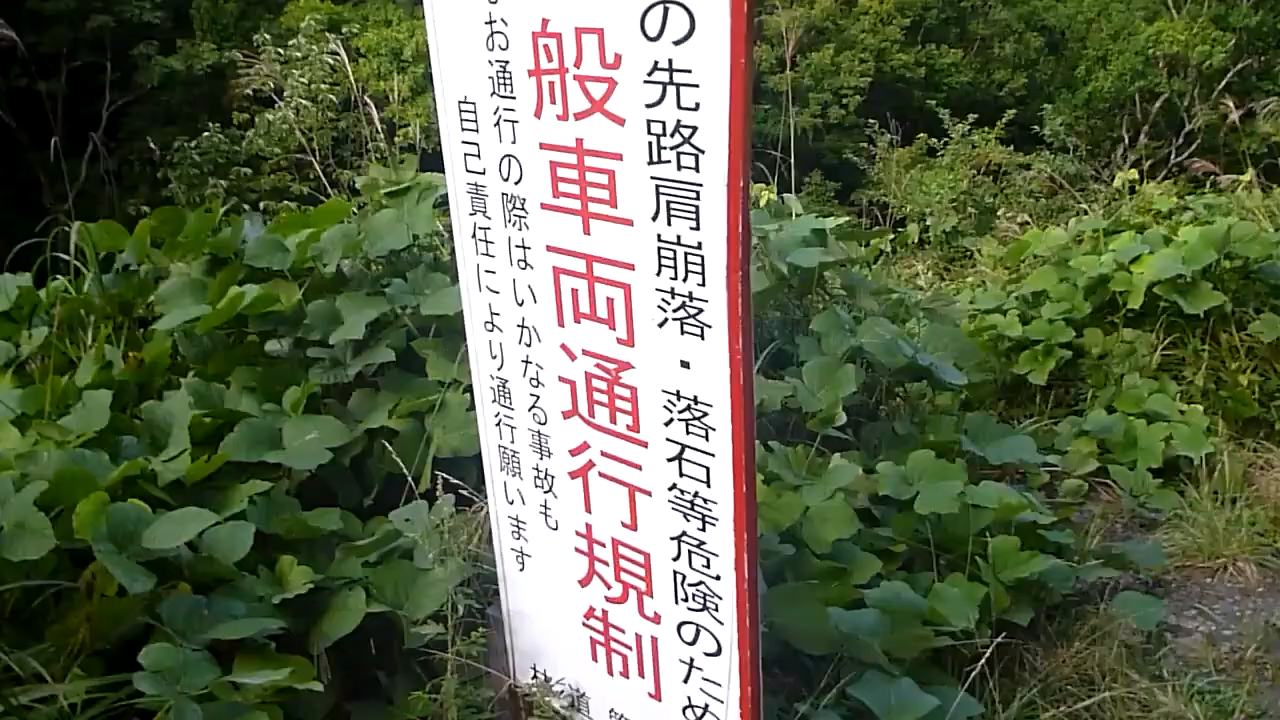 の先路肩崩落・落石等危険のため
般車両通行規制
お通行の際はいかなる事故も
自己責任により通行願います
林道